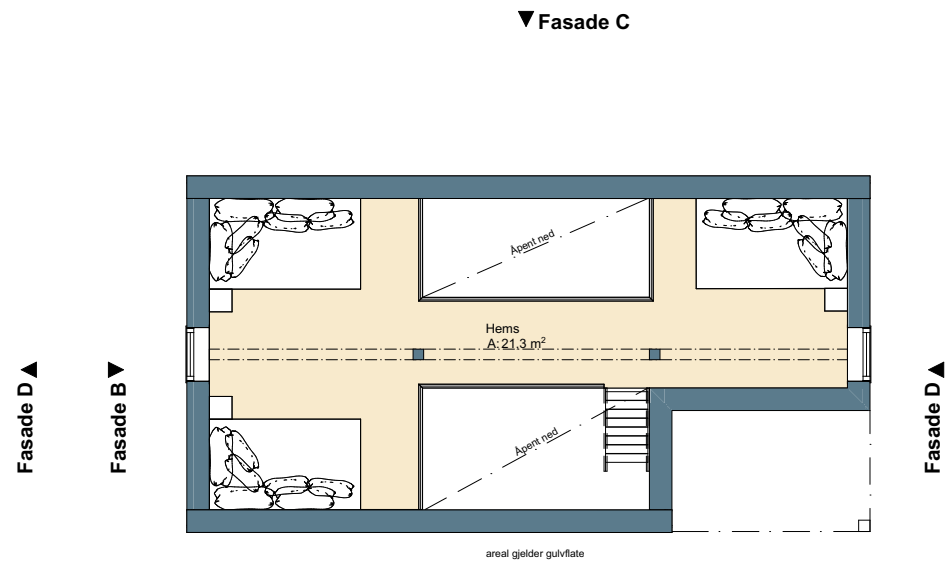 Fasade C
Åpent ned
Hems
A: 21,3 m²
Fasade D
Fasade B
Fasade D
Åpent ned
areal gjelder gulvflate